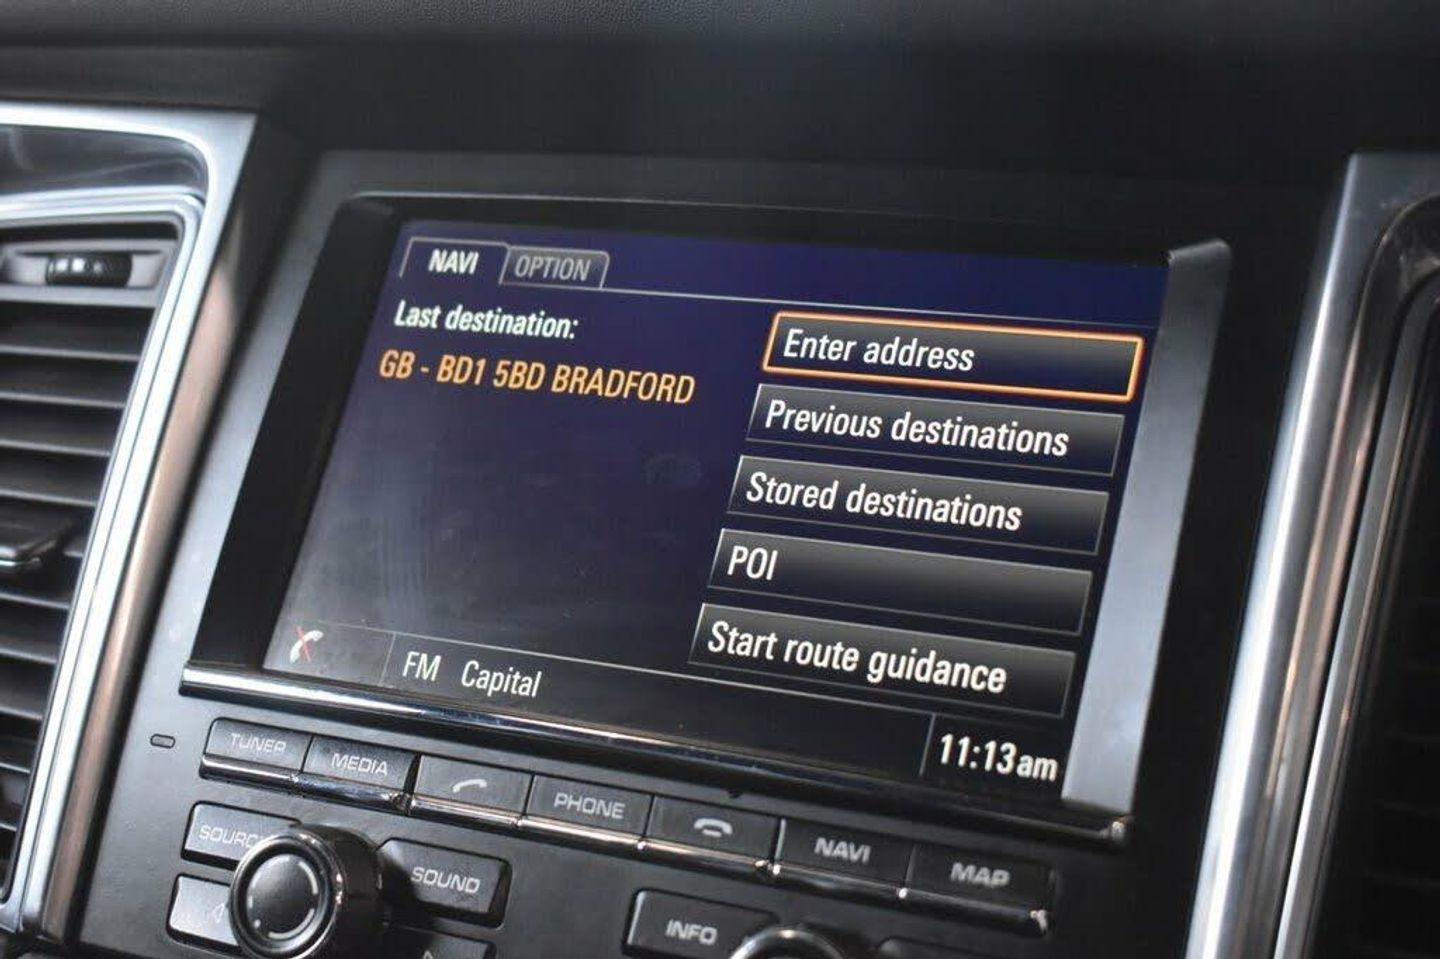 NAVI OPTION
Last destination:
GB - BD1 5BD BRADFORD
Enter address
Previous destinations
Stored destinations
POI
Start route guidance
FM Capital
11:13am
TUNER MEDIA PHONE NAVI MAP
SOURC
SOUND
INFO